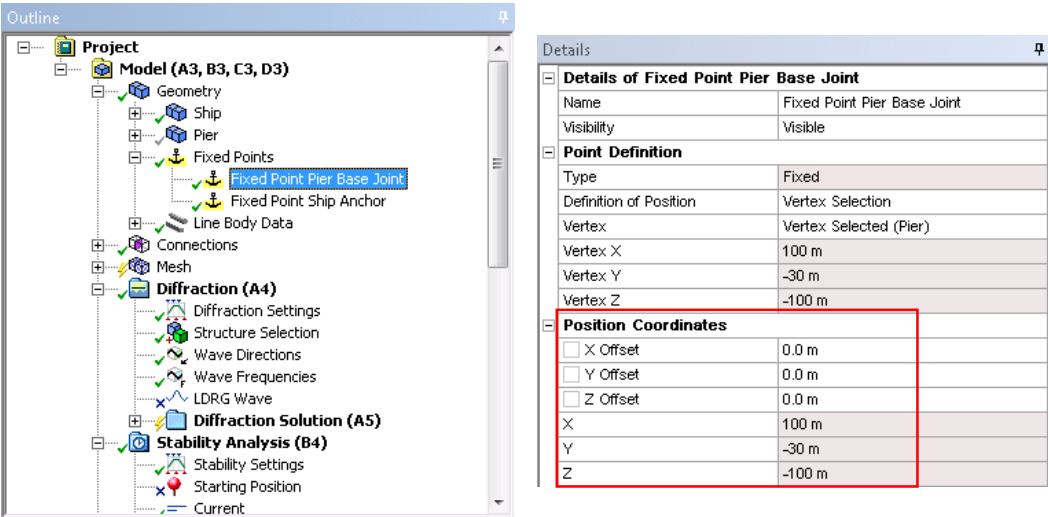 Outline
Project
Model (A3, B3, C3, D3)
Geometry
Ship
Pier
Fixed Points
Fixed Point Pier Base Joint
Fixed Point Ship Anchor
Line Body Data
Connections
Mesh
Diffraction (A4)
Diffraction Settings
Structure Selection
Wave Directions
Wave Frequencies
LDRG Wave
Diffraction Solution (A5)
Stability Analysis (B4)
Stability Settings
Starting Position
Current
Details
Details of Fixed Point Pier Base Joint
Name Fixed Point Pier Base Joint
Visibility Visible
Point Definition
Type Fixed
Definition of Position Vertex Selection
Vertex Vertex Selected (Pier)
Vertex X 100 m
Vertex Y -30 m
Vertex Z -100 m
Position Coordinates
X Offset 0.0 m
Y Offset 0.0 m
Z Offset 0.0 m
X 100 m
Y -30 m
Z -100 m